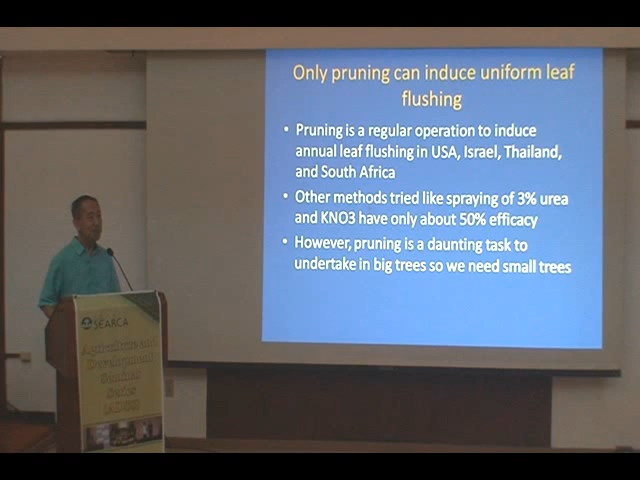 Only pruning can induce uniform leaf
flushing
• Pruning is a regular operation to induce
annual leaf flushing in USA, Israel, Thailand,
and South Africa
• Other methods tried like spraying of 3% urea
and KNO3 have only about 50% efficacy
• However, pruning is a daunting task to
undertake in big trees so we need small trees
SEARCA
Agriculture and
Development
Seminar
Series
(ADSS)